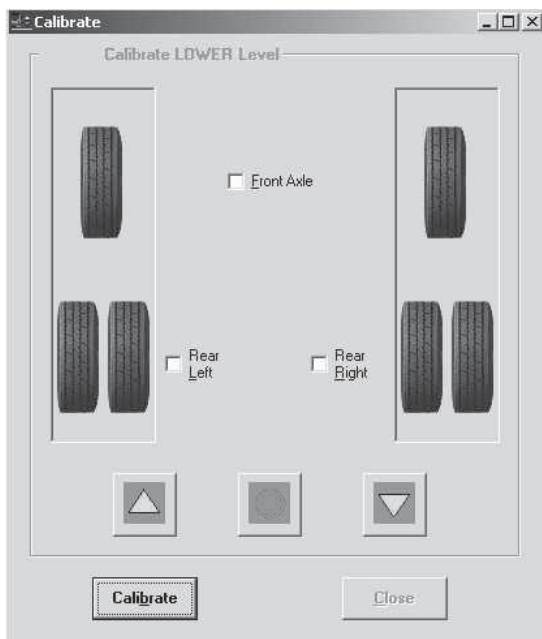 Calibrate
Calibrate LOWER Level
Front Axle
Rear
Left
Rear
Right
Calibrate
Close